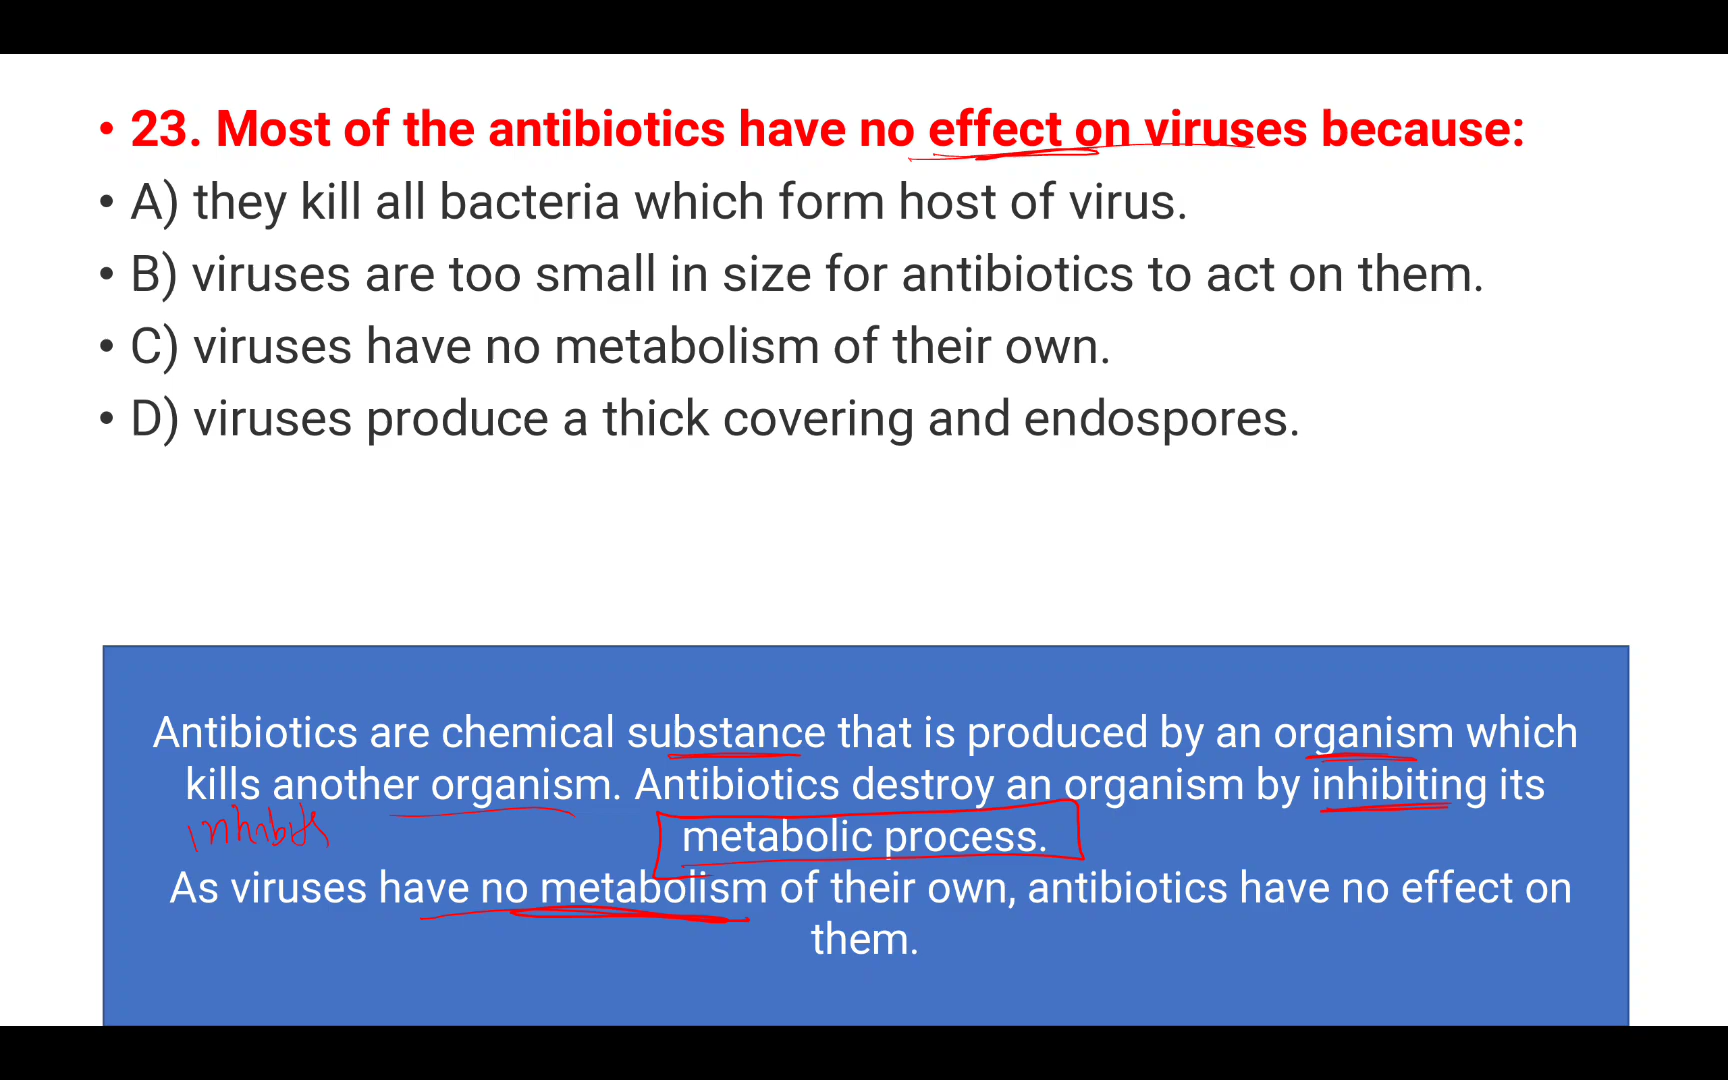 • 23. Most of the antibiotics have no effect on viruses because:
• A) they kill all bacteria which form host of virus.
• B) viruses are too small in size for antibiotics to act on them.
• C) viruses have no metabolism of their own.
• D) viruses produce a thick covering and endospores.
Antibiotics are chemical substance that is produced by an organism which
kills another organism. Antibiotics destroy an organism by inhibiting its
inhibits
metabolic process.
As viruses have no metabolism of their own, antibiotics have no effect on
them.